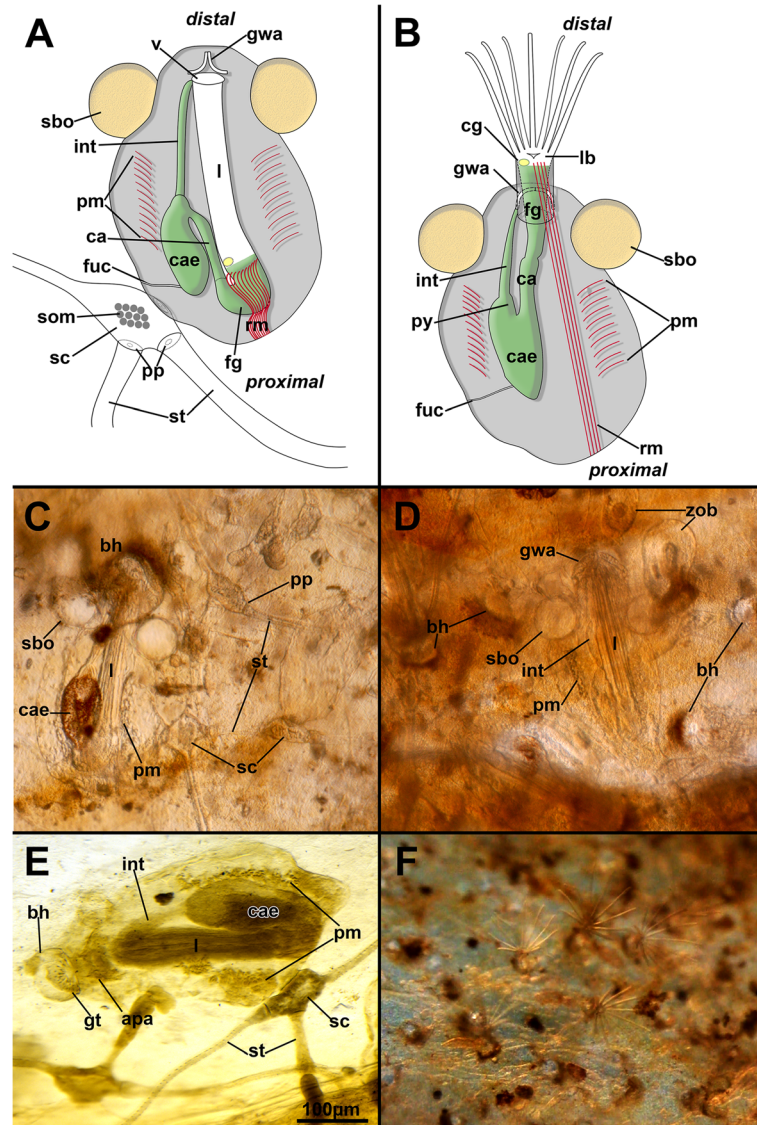 A
distal
v
gwa
sbo
int
l
pm
ca
cae
fuc
som
rm
sc
fg
pp
proximal
st
B
distal
cg
lb
gwa
fg
sbo
int
ca
pm
py
cae
fuc
rm
proximal
C
bh
pp
sbo
l
st
cae
pm
sc
D
zob
gwa
bh
sbo
l
int
bh
pm
E
int
bh
cae
pm
l
gt
apa
sc
st
100µm
F